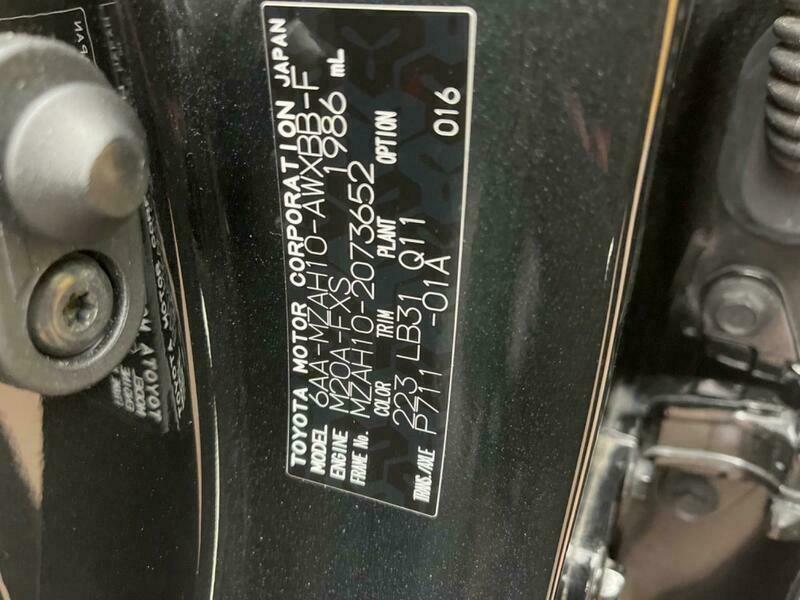 TOYOTA MOTOR CORPORATION JAPAN
MODEL 6AA-MZAH10-AWXBB-F
ENGINE M20A-FXS 1986 mL
FRAME No. MZAH10-2073652
COLOR TRIM PLANT OPTION
223 LB31 Q11 016
TRANS./AXLE P711 -01A